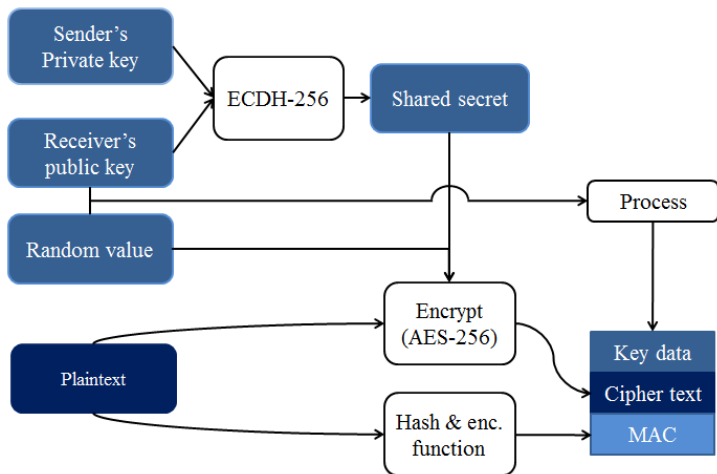 Sender's
Private key
ECDH-256
Shared secret
Receiver's
public key
Process
Random value
Encrypt
(AES-256)
Plaintext
Key data
Cipher text
Hash & enc.
function
MAC